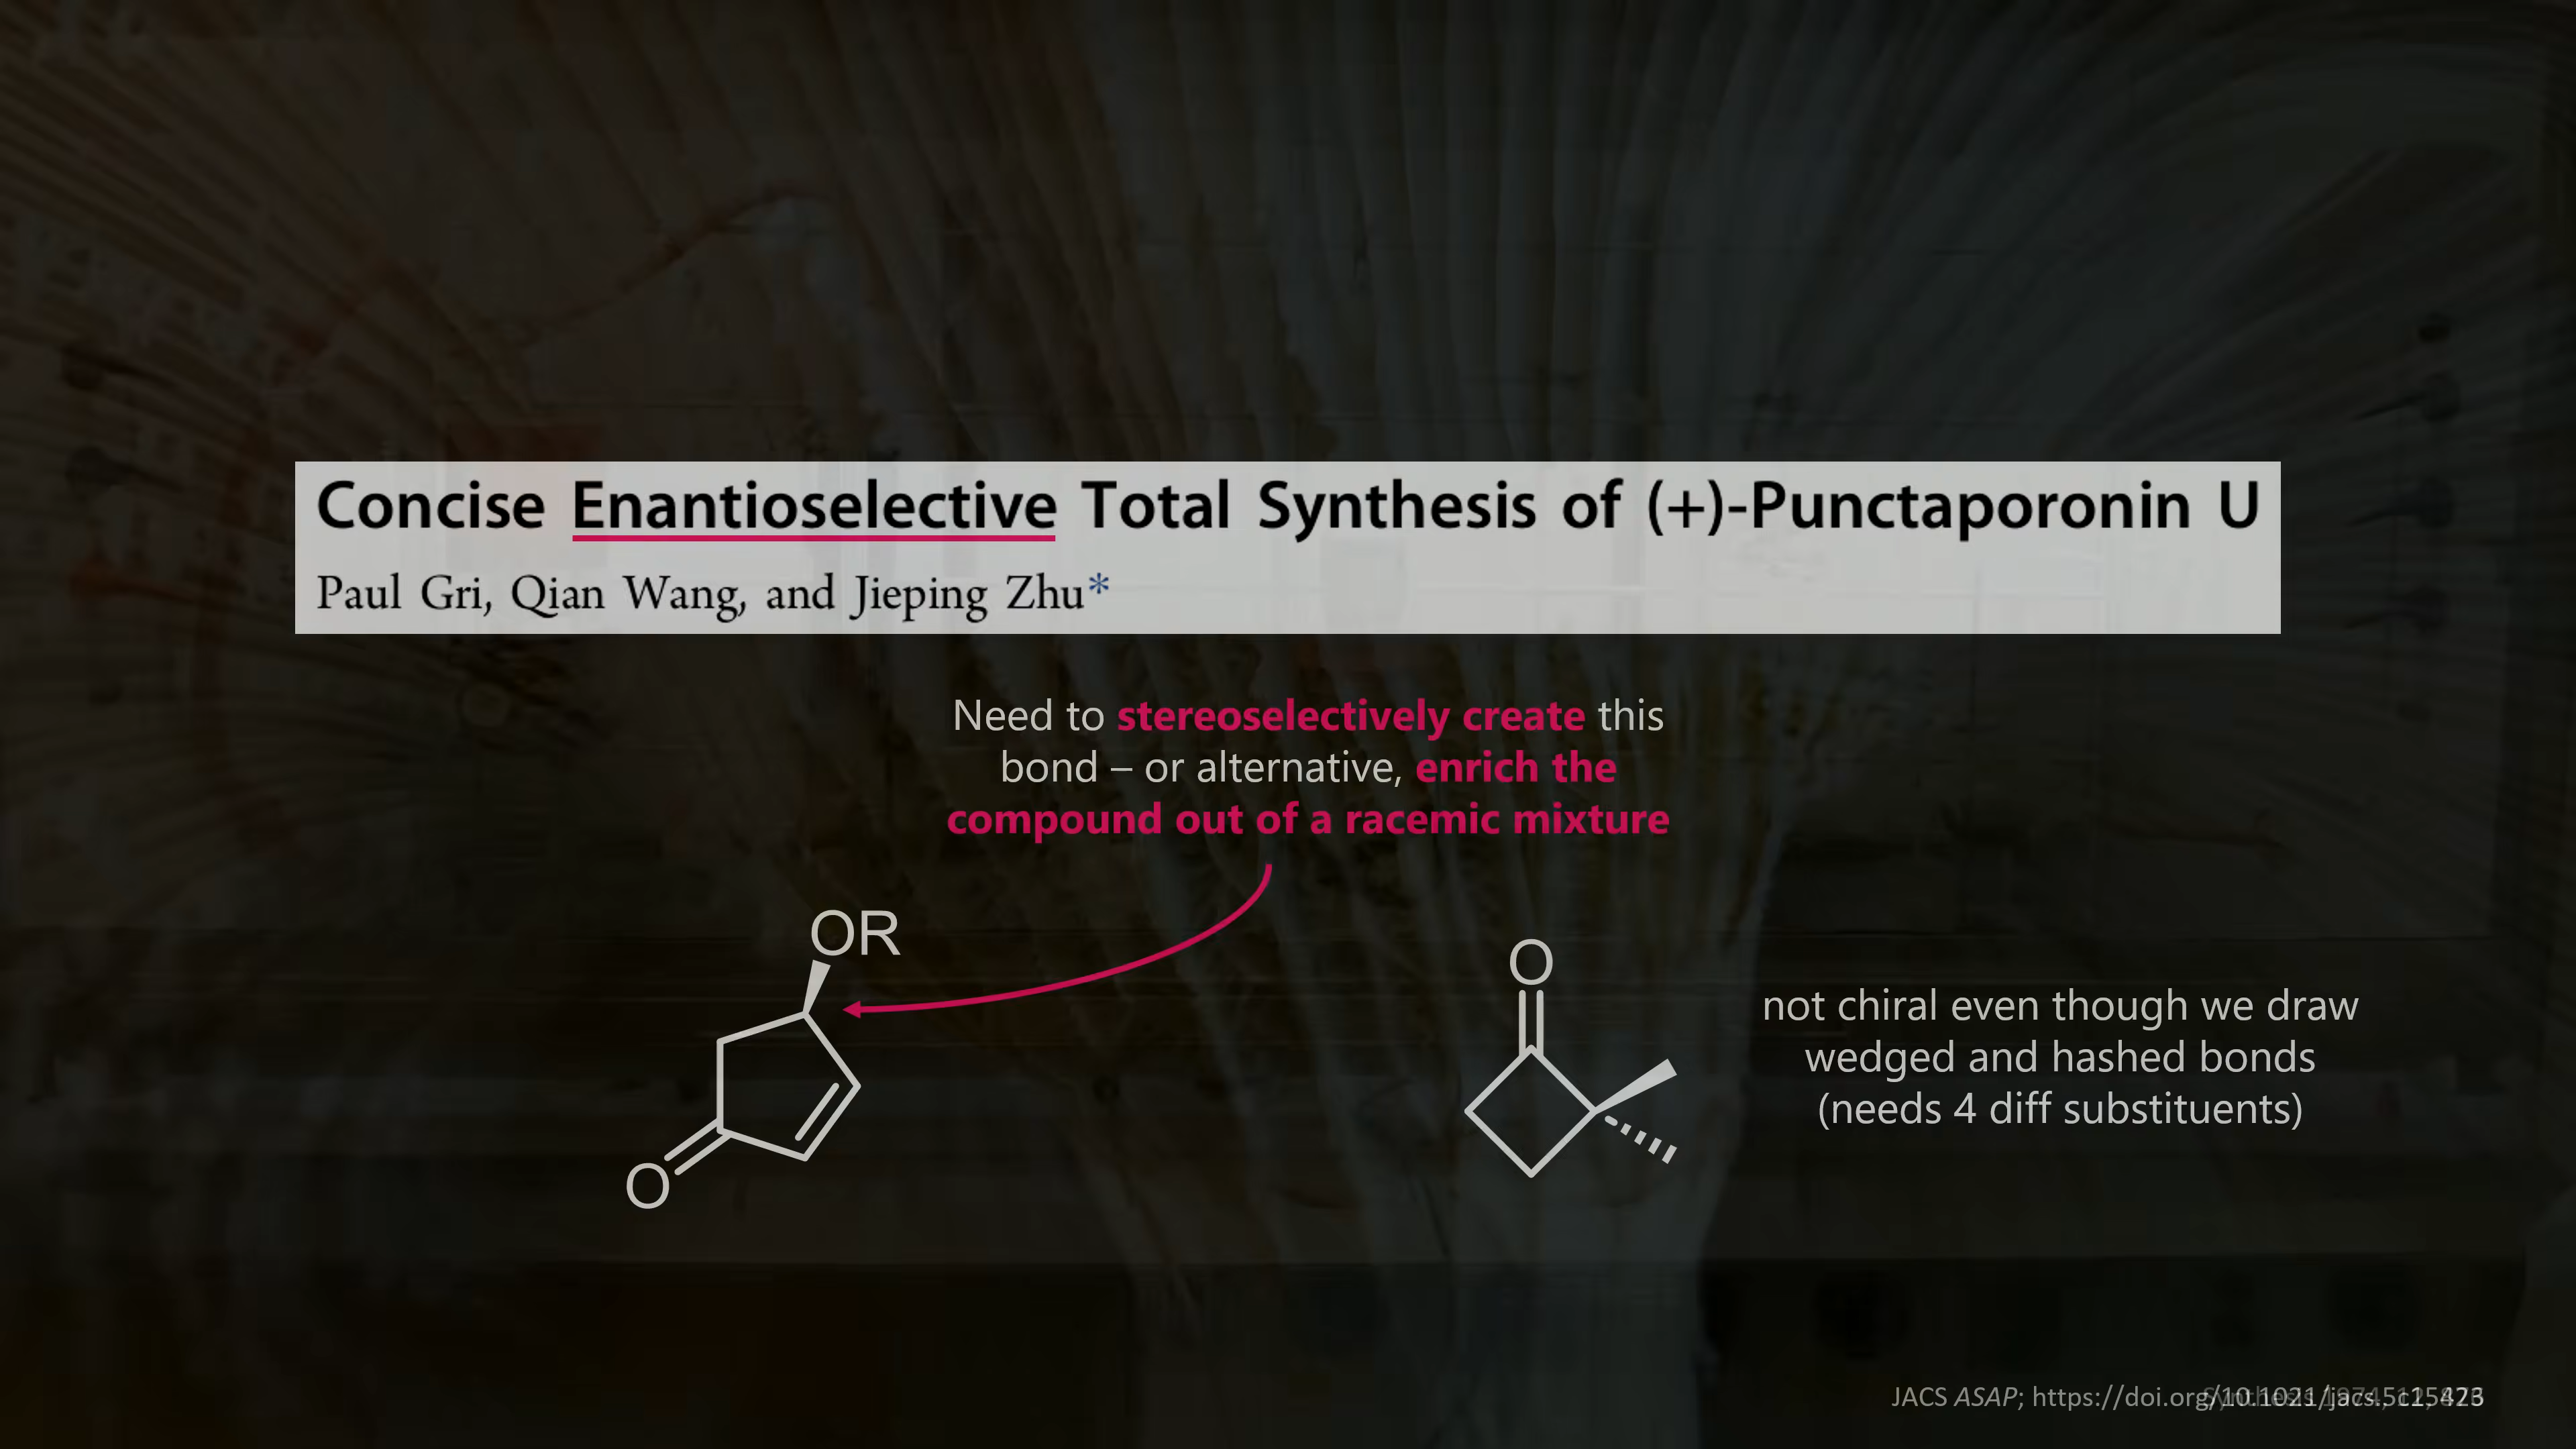 Concise Enantioselective Total Synthesis of (+)-Punctaporonin U
Paul Gri, Qian Wang, and Jieping Zhu*
Need to stereoselectively create this
bond – or alternative, enrich the
compound out of a racemic mixture
OR
O
O
not chiral even though we draw
wedged and hashed bonds
(needs 4 diff substituents)
JACS ASAP; https://doi.org/10.1021/